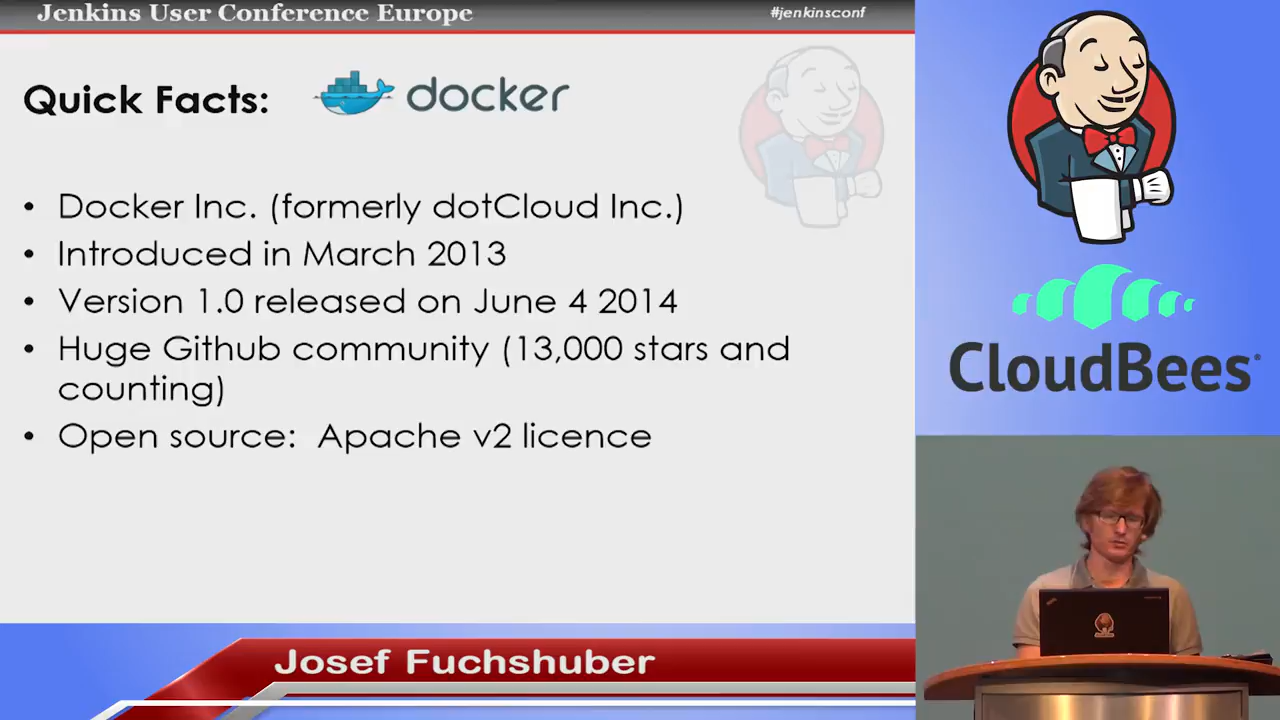 Jenkins User Conference Europe
#jenkinsconf
Quick Facts:
docker
• Docker Inc. (formerly dotCloud Inc.)
• Introduced in March 2013
• Version 1.0 released on June 4 2014
• Huge Github community (13,000 stars and
counting)
• Open source: Apache v2 licence
CloudBees
Josef Fuchshuber